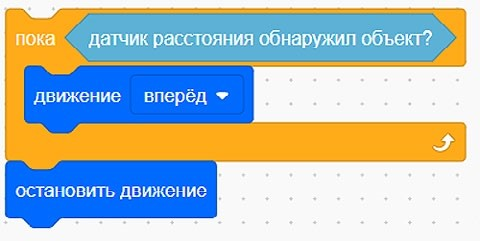 пока датчик расстояния обнаружил объект?
движение вперёд
остановить движение